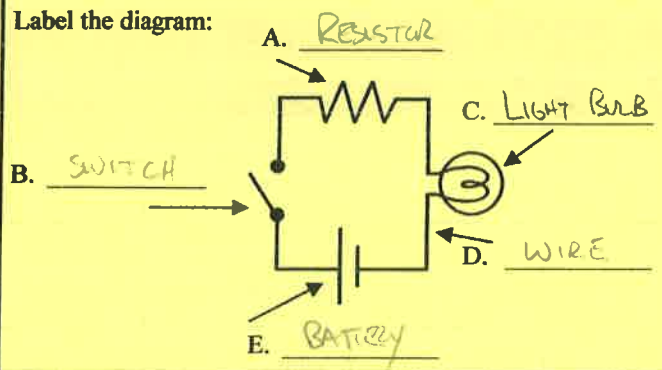 Label the diagram:
A. RESISTOR
C. LIGHT BULB
B. SWITCH
D. WIRE
E. BATTERY